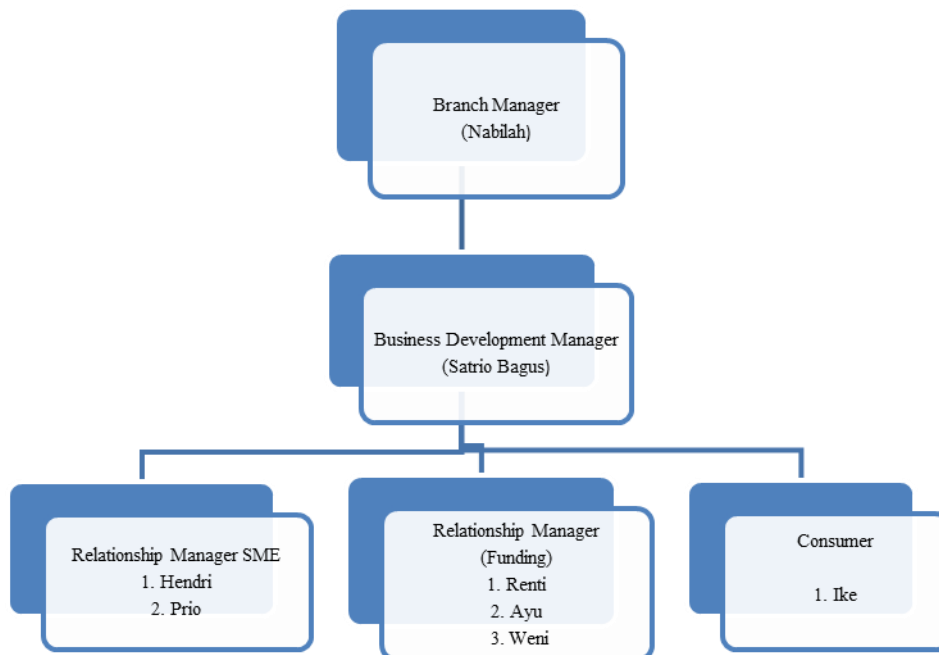 Branch Manager
(Nabilah)
Business Development Manager
(Satrio Bagus)
Relationship Manager SME
1. Hendri
2. Prio
Relationship Manager
(Funding)
1. Renti
2. Ayu
3. Weni
Consumer
1. Ike